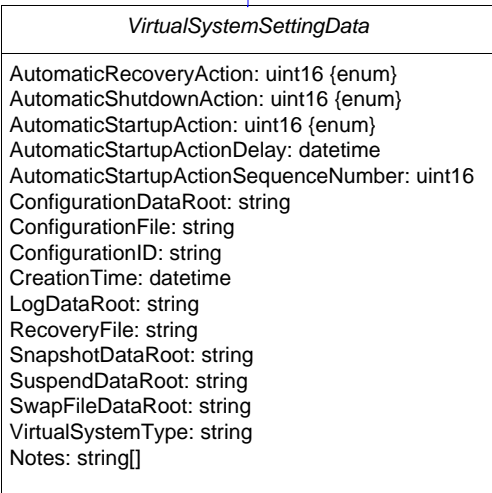 VirtualSystemSettingData
AutomaticRecoveryAction: uint16 {enum}
AutomaticShutdownAction: uint16 {enum}
AutomaticStartupAction: uint16 {enum}
AutomaticStartupActionDelay: datetime
AutomaticStartupActionSequenceNumber: uint16
ConfigurationDataRoot: string
ConfigurationFile: string
ConfigurationID: string
CreationTime: datetime
LogDataRoot: string
RecoveryFile: string
SnapshotDataRoot: string
SuspendDataRoot: string
SwapFileDataRoot: string
VirtualSystemType: string
Notes: string[]